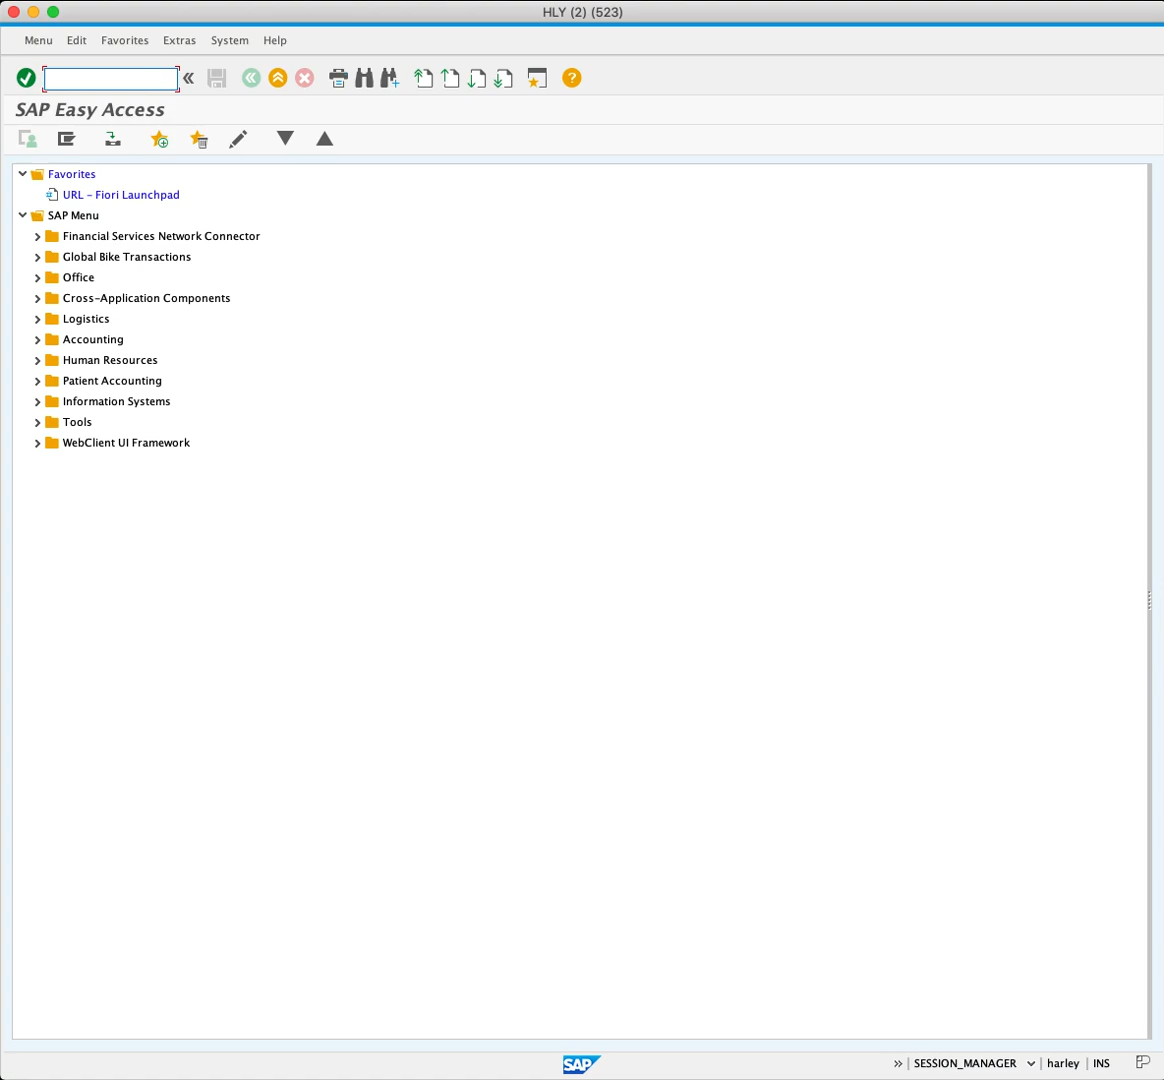 HLY (2) (523)
Menu Edit Favorites Extras System Help
SAP Easy Access
Favorites
URL - Fiori Launchpad
SAP Menu
Financial Services Network Connector
Global Bike Transactions
Office
Cross-Application Components
Logistics
Accounting
Human Resources
Patient Accounting
Information Systems
Tools
WebClient UI Framework
SAP SESSION_MANAGER harley INS